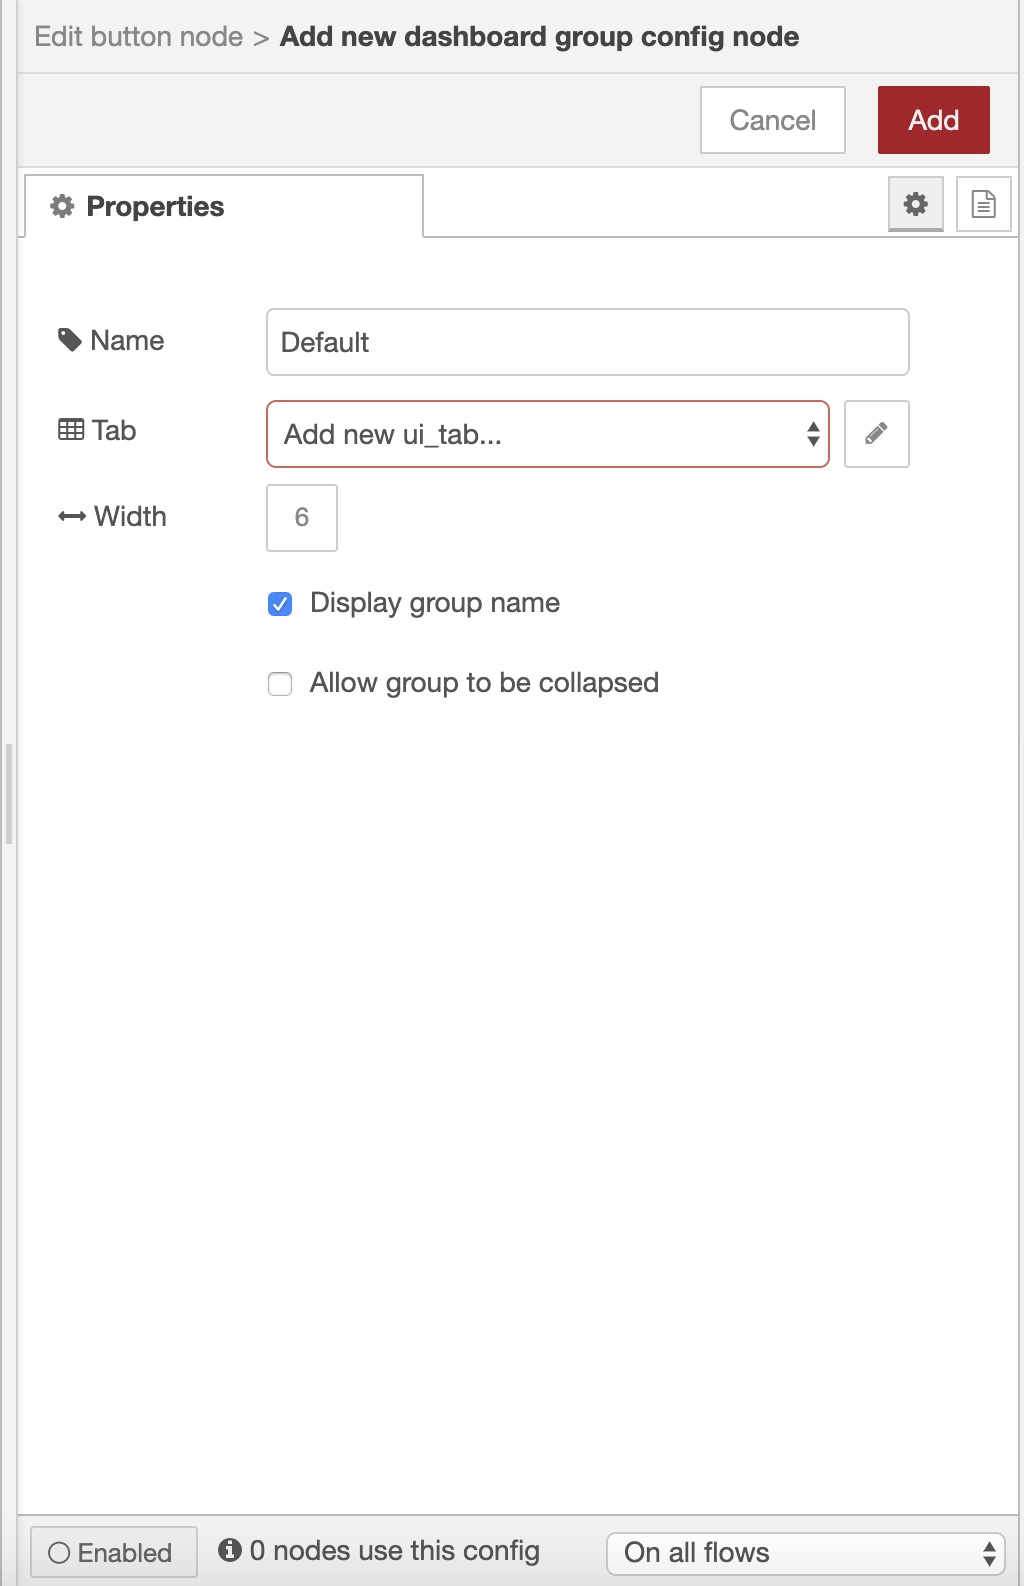 Edit button node > Add new dashboard group config node
Cancel
Add
Properties
Name
Default
Tab
Add new ui_tab...
Width
6
Display group name
Allow group to be collapsed
Enabled
0 nodes use this config
On all flows